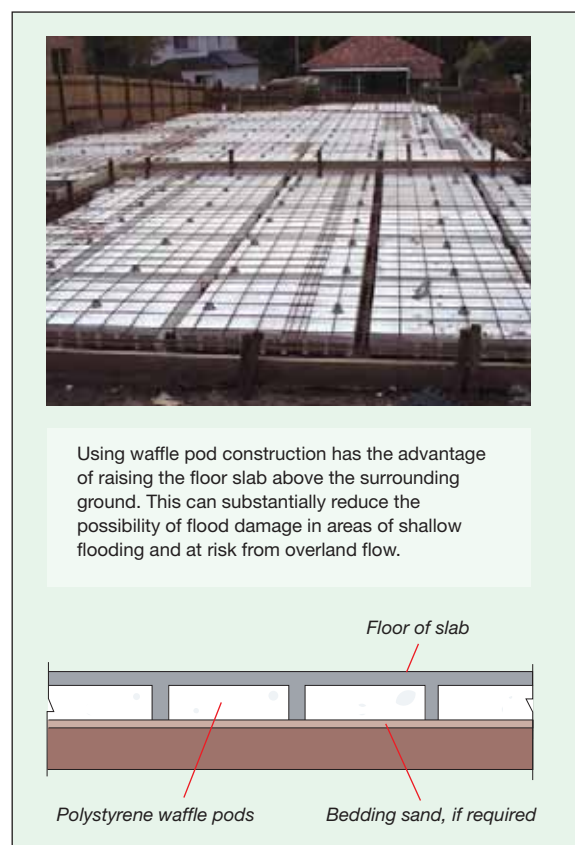 Using waffle pod construction has the advantage
of raising the floor slab above the surrounding
ground. This can substantially reduce the
possibility of flood damage in areas of shallow
flooding and at risk from overland flow.
Floor of slab
Polystyrene waffle pods
Bedding sand, if required